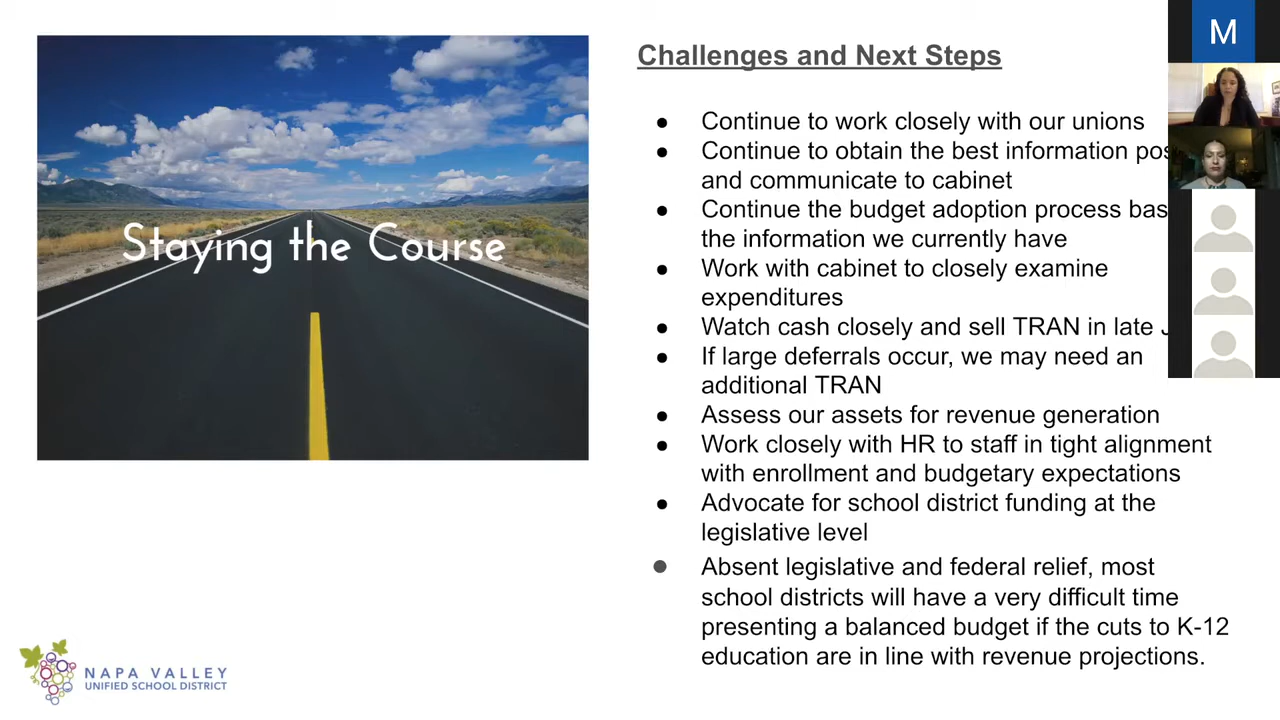 Staying the Course
Challenges and Next Steps
● Continue to work closely with our unions
● Continue to obtain the best information
and communicate to cabinet
● Continue the budget adoption process
the information we currently have
● Work with cabinet to closely examine
expenditures
● Watch cash closely and sell TRAN in late
● If large deferrals occur, we may need an
additional TRAN
● Assess our assets for revenue generation
● Work closely with HR to staff in tight alignment
with enrollment and budgetary expectations
● Advocate for school district funding at the
legislative level
● Absent legislative and federal relief, most
school districts will have a very difficult time
presenting a balanced budget if the cuts to K-12
education are in line with revenue projections.
M
NAPA VALLEY
UNIFIED SCHOOL DISTRICT